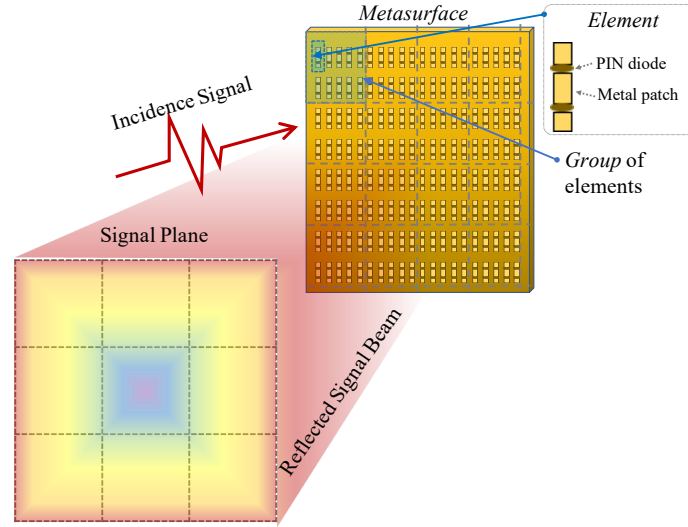 Metasurface
Element
PIN diode
Metal patch
Incidence Signal
Group of
elements
Signal Plane
Reflected Signal Beam